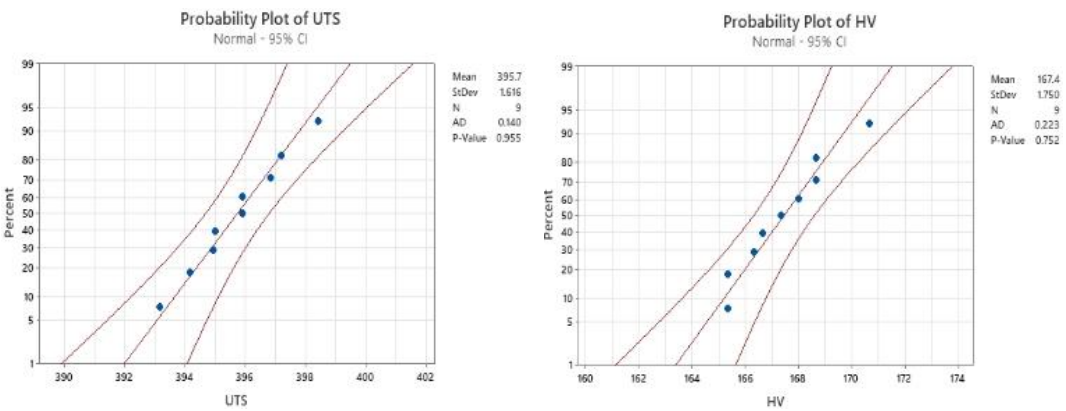 Probability Plot of UTS
Normal - 95% CI
99
95
90
80
70
60
50
40
30
20
10
5
1
Percent
390 392 394 396 398 400 402
UTS
Mean 395.7
StDev 1.616
N 9
AD 0.140
P-Value 0.955
Probability Plot of HV
Normal - 95% CI
99
95
90
80
70
60
50
40
30
20
10
5
1
Percent
160 162 164 166 168 170 172 174
HV
Mean 167.4
StDev 1.750
N 9
AD 0.223
P-Value 0.752